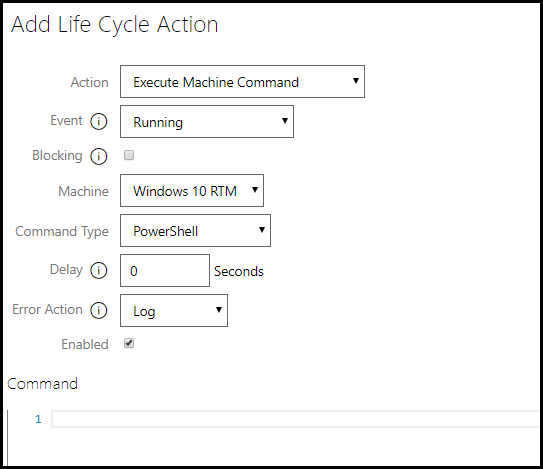 Add Life Cycle Action
Action Execute Machine Command
Event Running
Blocking
Machine Windows 10 RTM
Command Type PowerShell
Delay 0 Seconds
Error Action Log
Enabled
Command
1